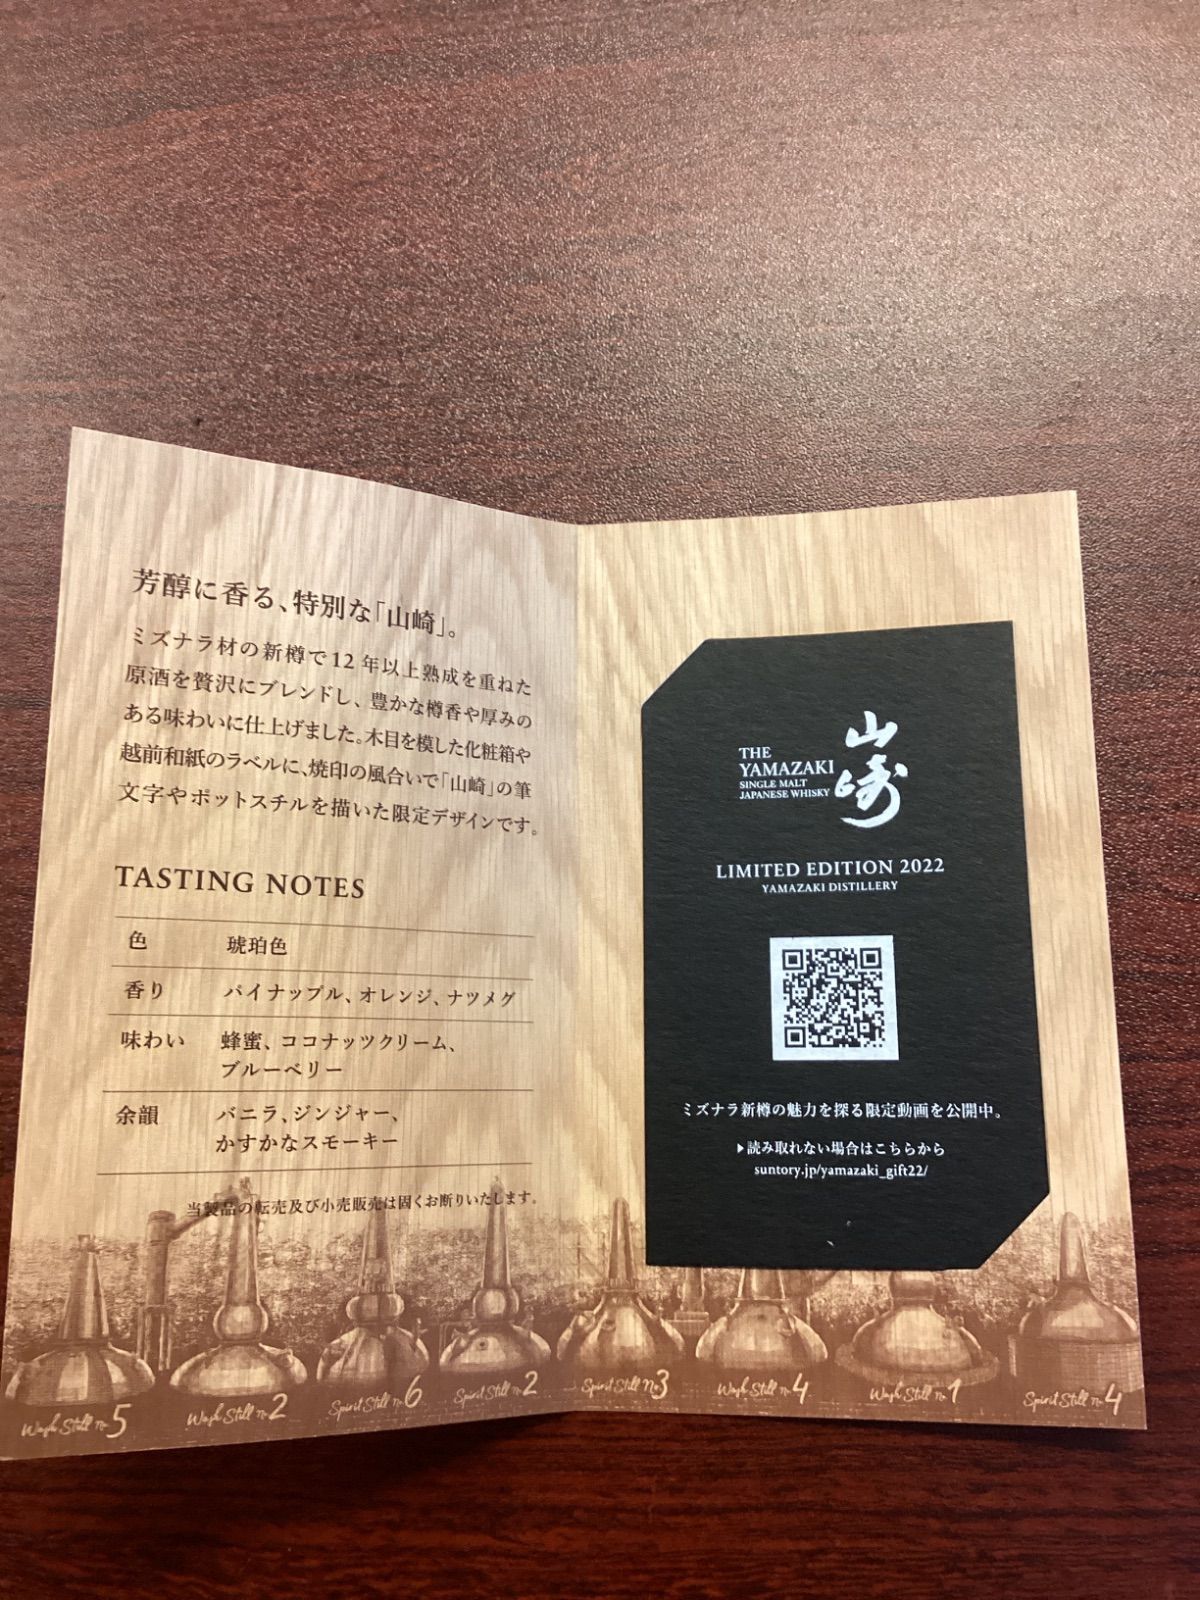 芳醇に香る、特別な「山崎」。
ミズナラ材の新樽で12年以上熟成を重ねた
原酒を贅沢にブレンドし、豊かな樽香や厚みの
ある味わいに仕上げました。木目を模した化粧箱や
越前和紙のラベルに、焼印の風合いで「山崎」の筆
文字やポットスチルを描いた限定デザインです。
TASTING NOTES
色 琥珀色
香り パイナップル、オレンジ、ナツメグ
味わい 蜂蜜、ココナッツクリーム、
ブルーベリー
余韻 バニラ、ジンジャー、
かすかなスモーキー
当製品の転売及び小売販売は固くお断りいたします。
Wash Still No.5
Wash Still No.2
Spirit Still No.6
Spirit Still No.2
Spirit Still No.3
Wash Still No.4
Wash Still No.1
Spirit Still No.4
THE
YAMAZAKI
SINGLE MALT
JAPANESE WHISKY
山崎
LIMITED EDITION 2022
YAMAZAKI DISTILLERY
ミズナラ新樽の魅力を探る限定動画を公開中。
▶読み取れない場合はこちらから
suntory.jp/yamazaki_gift22/